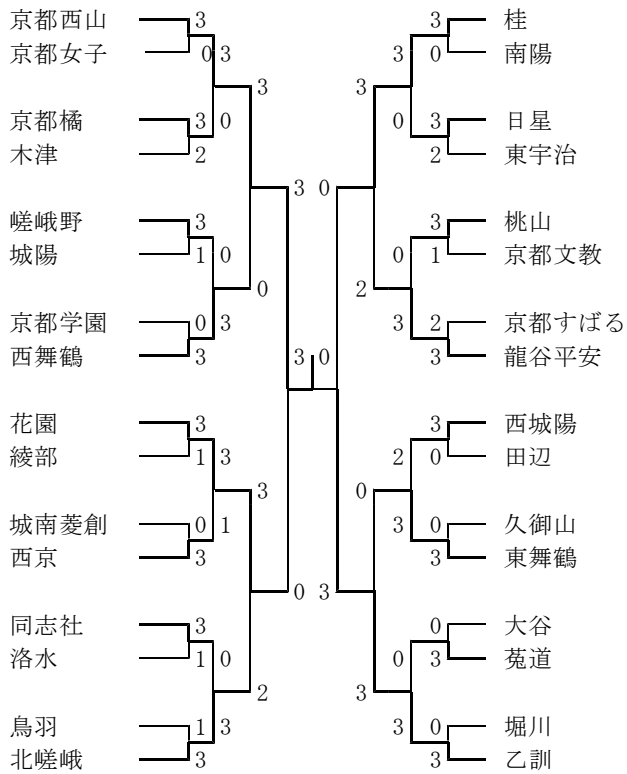 京都西山 3 3 桂
京都女子 0 3 3 0 南陽
3 3
京都橘 3 0 0 3 日星
木津 2 2 東宇治
3 0
嵯峨野 3 3 桃山
城陽 1 0 0 1 京都文教
0 2
京都学園 0 3 3 2 京都すばる
西舞鶴 3 3 0 3 龍谷平安
花園 3 3 西城陽
綾部 1 3 2 0 田辺
3 0
城南菱創 0 1 3 0 久御山
西京 3 3 東舞鶴
0 3
同志社 3 0 大谷
洛水 1 0 0 3 菟道
2 3
鳥羽 1 3 3 0 堀川
北嵯峨 3 3 乙訓